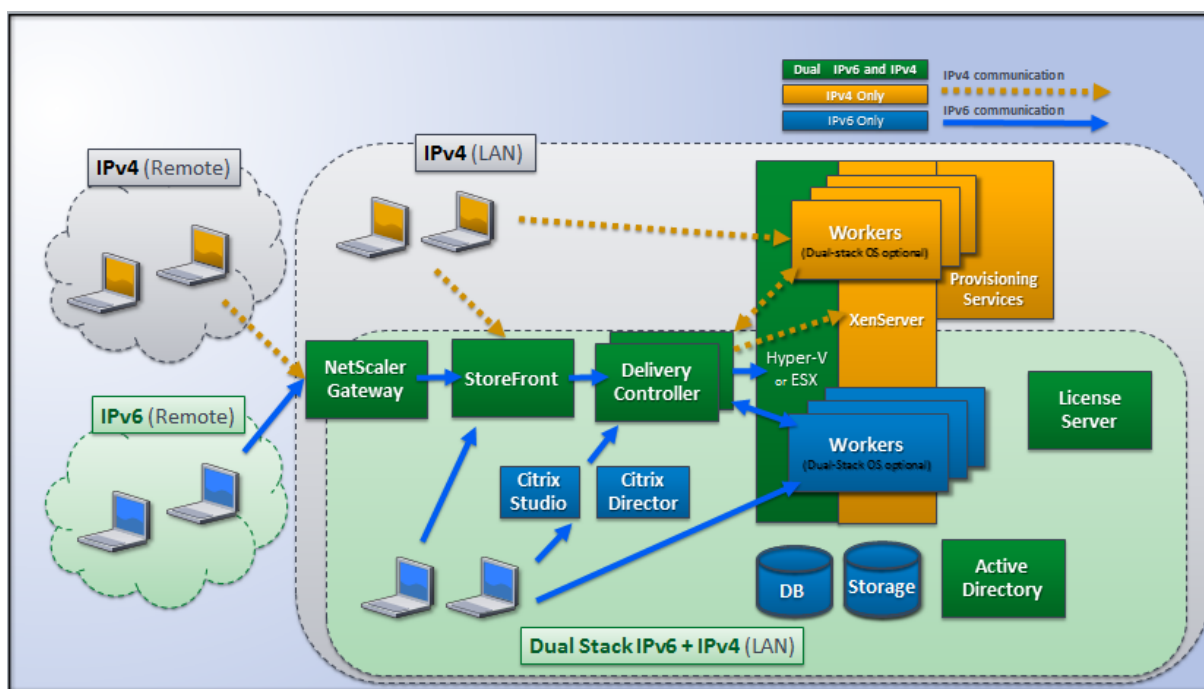 Dual IPv6 and IPv4
IPv4 Only
IPv6 Only
IPv4 communication
IPv6 communication
IPv4 (Remote)
IPv4 (LAN)
Workers
(Dual-stack OS optional)
Provisioning
Services
XenServer
Hyper-V
or ESX
NetScaler
Gateway
StoreFront
Delivery
Controller
License
Server
IPv6 (Remote)
Workers
(Dual-Stack OS optional)
Citrix
Studio
Citrix
Director
DB
Storage
Active
Directory
Dual Stack IPv6 + IPv4 (LAN)